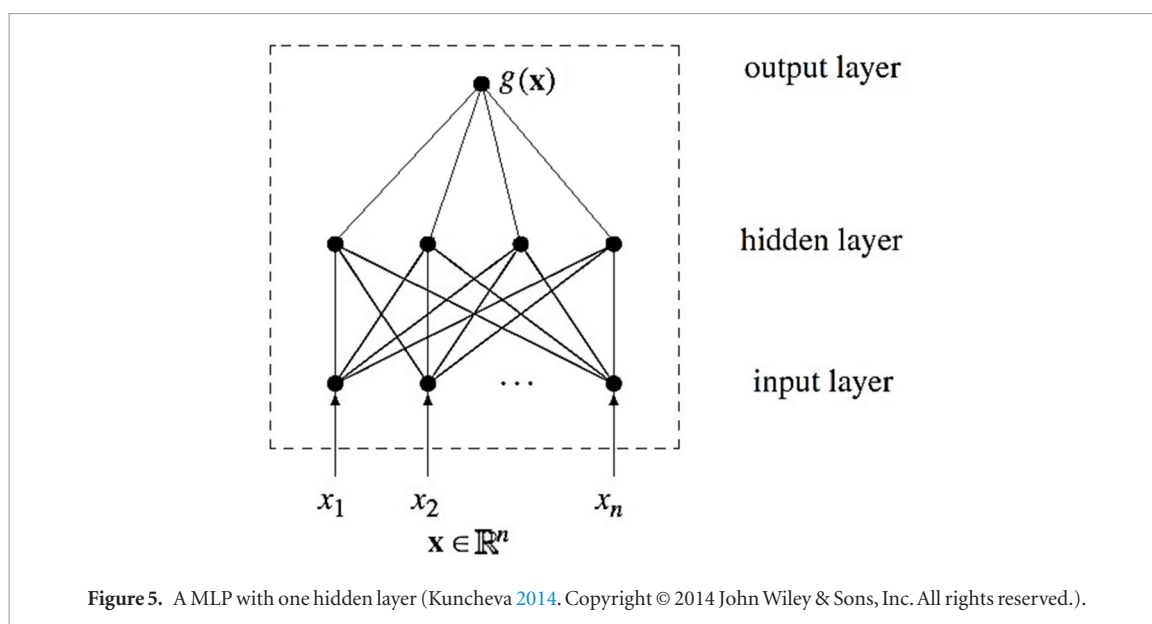 g(x)
output layer
hidden layer
...
input layer
x₁ x₂ xₙ
x ∈ ℝⁿ
Figure 5. A MLP with one hidden layer (Kuncheva 2014. Copyright © 2014 John Wiley & Sons, Inc. All rights reserved.).